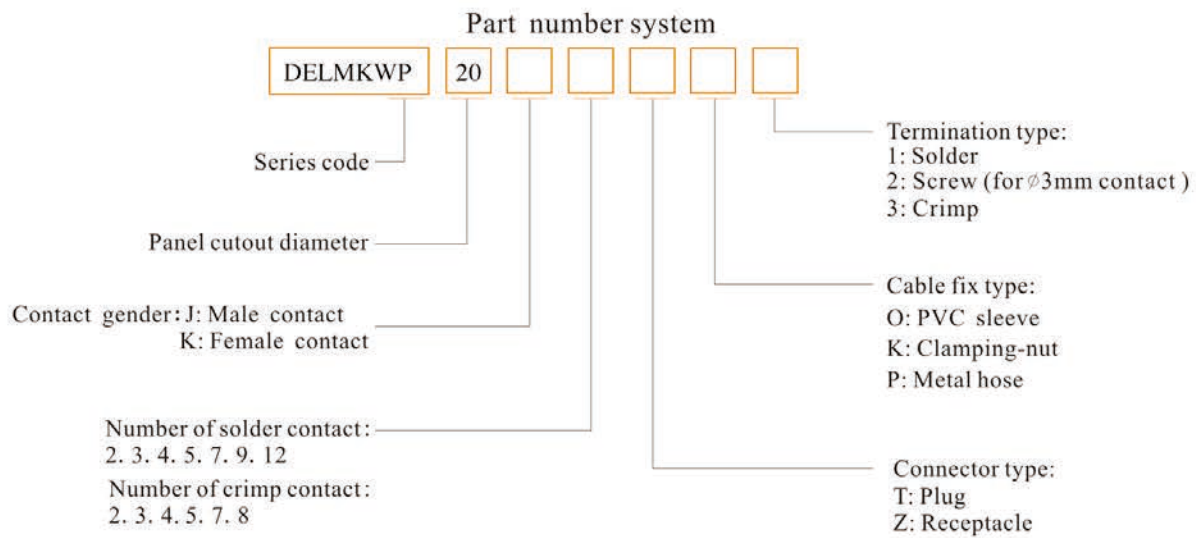 Part number system
DELMKWP 20
Series code
Panel cutout diameter
Contact gender: J: Male contact
K: Female contact
Number of solder contact:
2. 3. 4. 5. 7. 9. 12
Number of crimp contact:
2. 3. 4. 5. 7. 8
Termination type:
1: Solder
2: Screw (for ∅3mm contact )
3: Crimp
Cable fix type:
O: PVC sleeve
K: Clamping-nut
P: Metal hose
Connector type:
T: Plug
Z: Receptacle